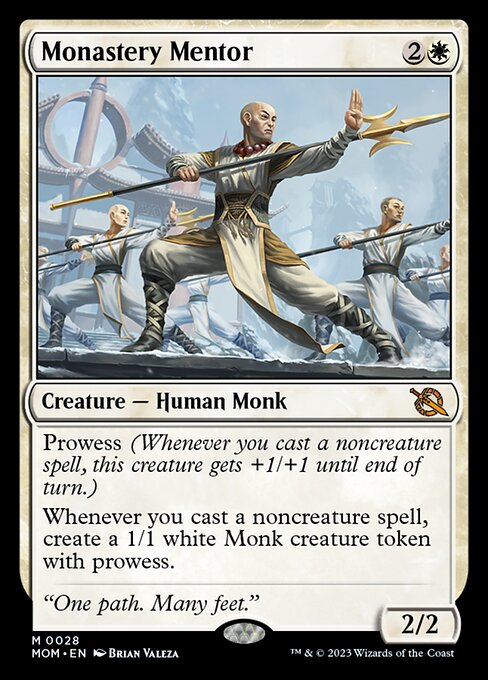 Monastery Mentor 2
Creature — Human Monk
Prowess (Whenever you cast a noncreature
spell, this creature gets +1/+1 until end of
turn.)
Whenever you cast a noncreature spell,
create a 1/1 white Monk creature token
with prowess.
“One path. Many feet.”
2/2
M 0028
MOM • EN Brian Valeza
™ & © 2023 Wizards of the Coast